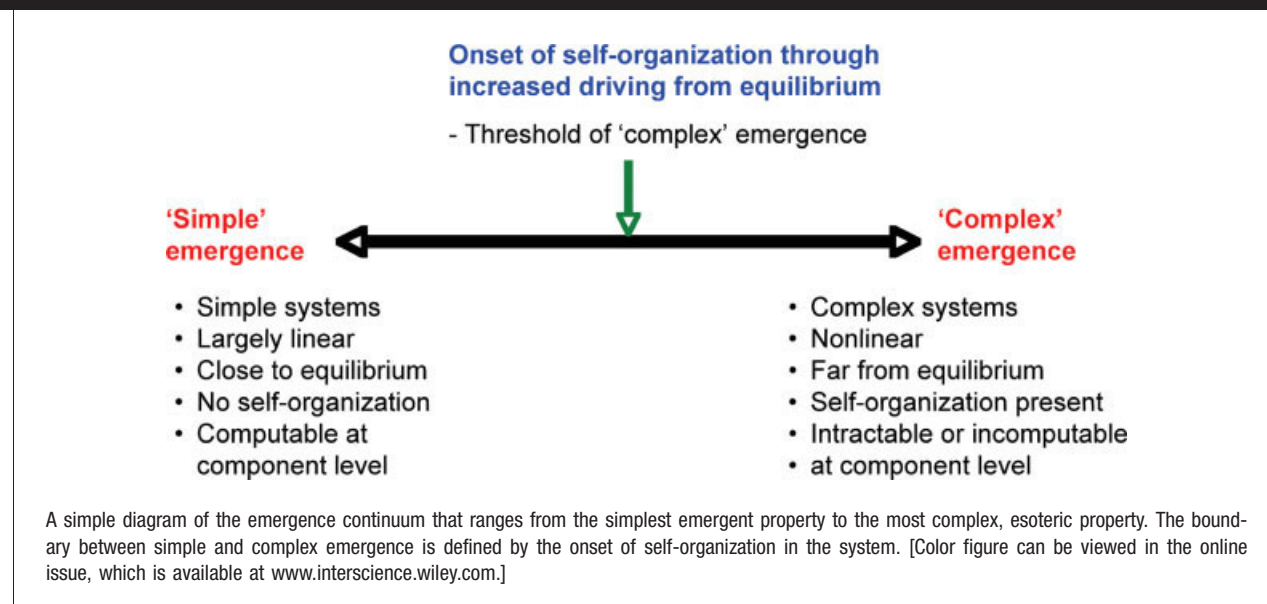 Onset of self-organization through
increased driving from equilibrium
- Threshold of ‘complex’ emergence
‘Simple’
emergence
‘Complex’
emergence
• Simple systems
• Largely linear
• Close to equilibrium
• No self-organization
• Computable at
component level
• Complex systems
• Nonlinear
• Far from equilibrium
• Self-organization present
• Intractable or incomputable
• at component level
A simple diagram of the emergence continuum that ranges from the simplest emergent property to the most complex, esoteric property. The bound-
ary between simple and complex emergence is defined by the onset of self-organization in the system. [Color figure can be viewed in the online
issue, which is available at www.interscience.wiley.com.]